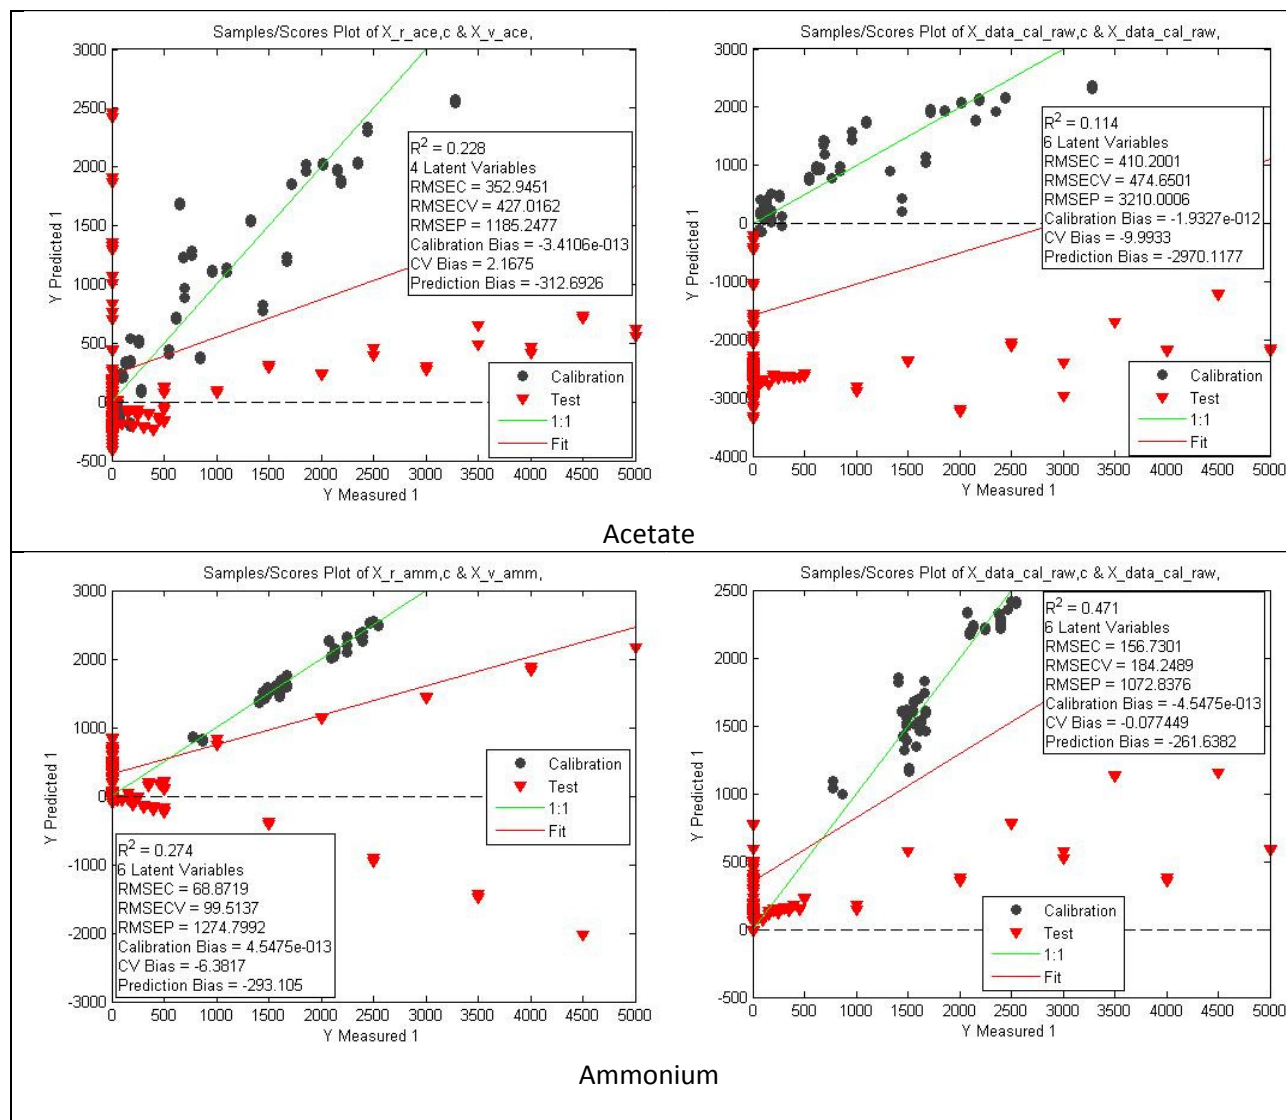 Samples/Scores Plot of X_r_ace,c & X_v_ace,
3000
2500
2000
1500
1000
500
0
-500
Y Predicted 1
R² = 0.228
4 Latent Variables
RMSEC = 352.9451
RMSECV = 427.0162
RMSEP = 1185.2477
Calibration Bias = -3.4106e-013
CV Bias = 2.1675
Prediction Bias = -312.6926
Calibration
Test
1:1
Fit
0 500 1000 1500 2000 2500 3000 3500 4000 4500 5000
Y Measured 1
Samples/Scores Plot of X_data_cal_raw,c & X_data_cal_raw,
3000
2000
1000
0
-1000
-2000
-3000
-4000
Y Predicted 1
R² = 0.114
6 Latent Variables
RMSEC = 410.2001
RMSECV = 474.6501
RMSEP = 3210.0006
Calibration Bias = -1.9327e-012
CV Bias = -9.9933
Prediction Bias = -2970.1177
Calibration
Test
1:1
Fit
0 500 1000 1500 2000 2500 3000 3500 4000 4500 5000
Y Measured 1
Acetate
Samples/Scores Plot of X_r_amm,c & X_v_amm,
3000
2000
1000
0
-1000
-2000
-3000
Y Predicted 1
Calibration
Test
1:1
Fit
R² = 0.274
6 Latent Variables
RMSEC = 68.8719
RMSECV = 99.5137
RMSEP = 1274.7992
Calibration Bias = 4.5475e-013
CV Bias = -6.3817
Prediction Bias = -293.105
0 500 1000 1500 2000 2500 3000 3500 4000 4500 5000
Y Measured 1
Samples/Scores Plot of X_data_cal_raw,c & X_data_cal_raw,
2500
2000
1500
1000
500
0
-500
Y Predicted 1
R² = 0.471
6 Latent Variables
RMSEC = 156.7301
RMSECV = 184.2489
RMSEP = 1072.8376
Calibration Bias = -4.5475e-013
CV Bias = -0.077449
Prediction Bias = -261.6382
Calibration
Test
1:1
Fit
0 500 1000 1500 2000 2500 3000 3500 4000 4500 5000
Y Measured 1
Ammonium